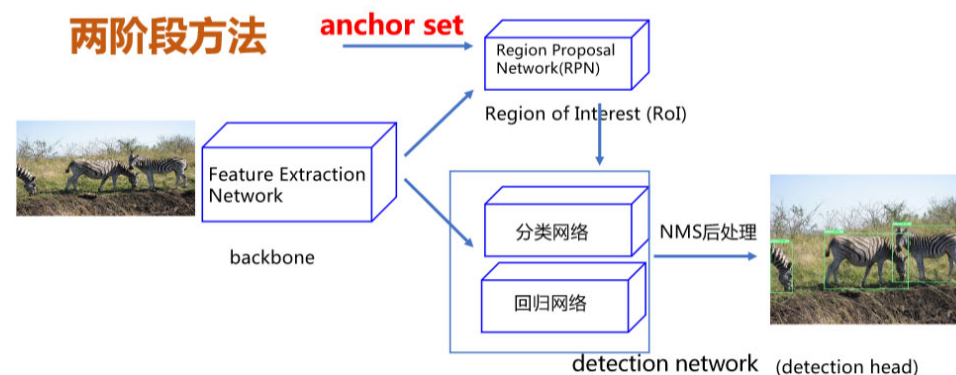 两阶段方法
anchor set
Region Proposal
Network(RPN)
Region of Interest (RoI)
Feature Extraction
Network
backbone
分类网络
回归网络
NMS后处理
detection network (detection head)